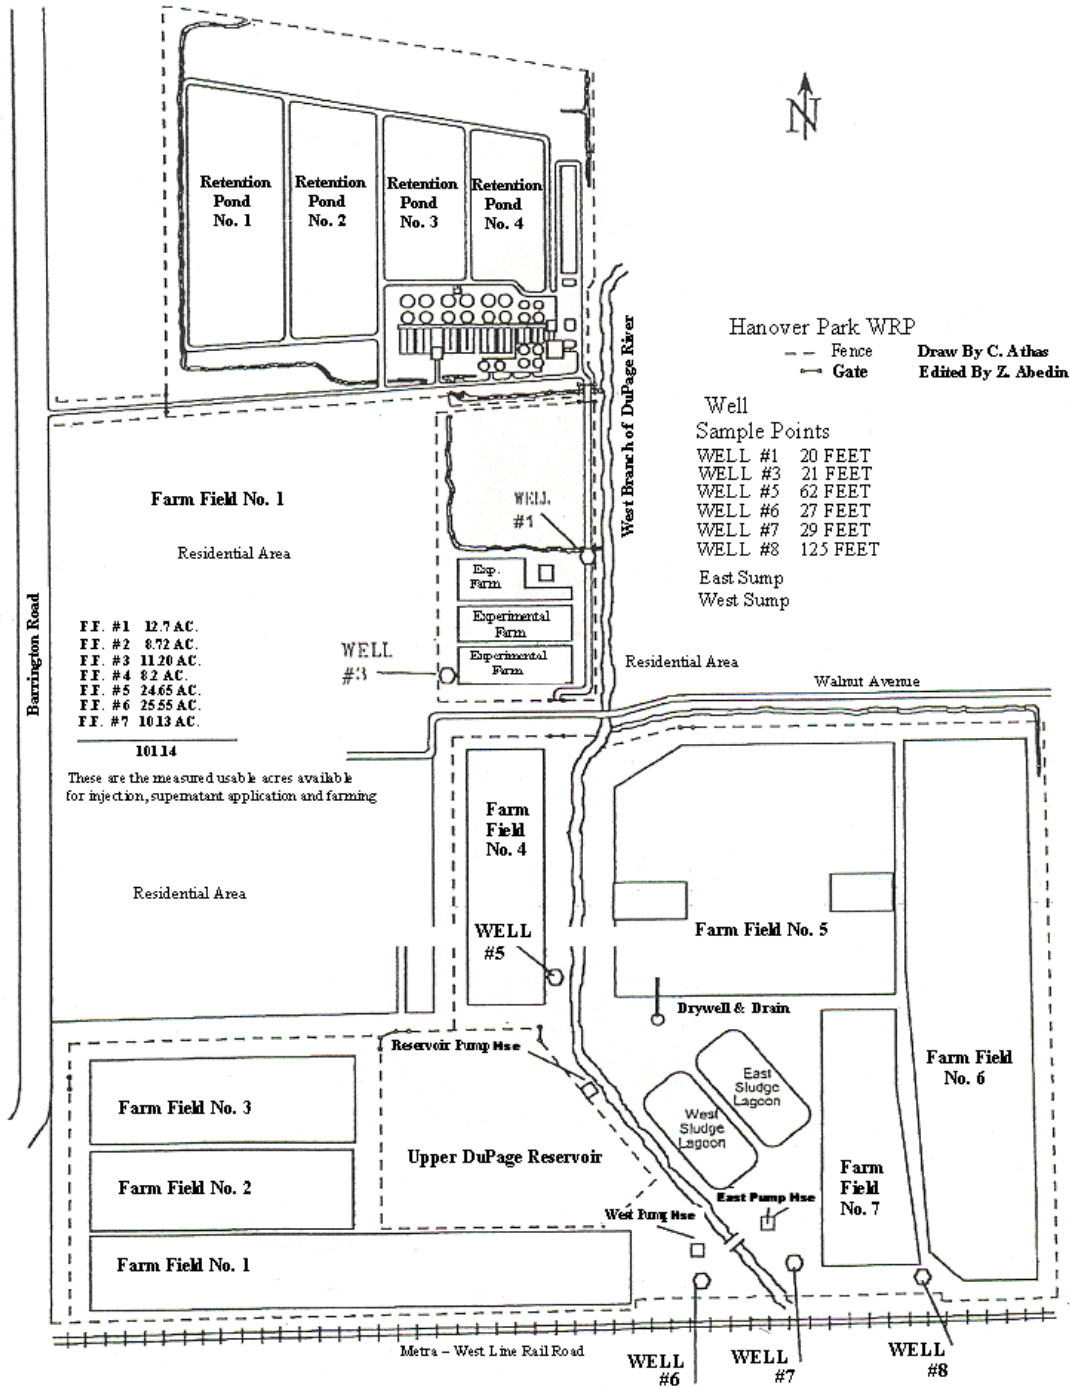 Retention
Pond
No. 1
Retention
Pond
No. 2
Retention
Pond
No. 3
Retention
Pond
No. 4
N
West Branch of DuPage River
Hanover Park WRP
Fence
Gate
Draw By C. Athas
Edited By Z. Abedin
Well
Sample Points
WELL #1 20 FEET
WELL #3 21 FEET
WELL #5 62 FEET
WELL #6 27 FEET
WELL #7 29 FEET
WELL #8 125 FEET
East Sump
West Sump
Farm Field No. 1
Residential Area
WELL
#1
Exp.
Farm
Experimental
Farm
Experimental
Farm
WELL
#3
Barrington Road
F.F. #1 12.7 AC.
F.F. #2 8.72 AC.
F.F. #3 11.20 AC.
F.F. #4 8.2 AC.
F.F. #5 24.65 AC.
F.F. #6 25.55 AC.
F.F. #7 10.13 AC.
101.14
These are the measured usable acres available
for injection, supernatant application and farming
Residential Area
Walnut Avenue
Farm
Field
No. 4
Residential Area
WELL
#5
Farm Field No. 5
Drywell & Drain
Reservoir Pump Hse
East
Sludge
Lagoon
West
Sludge
Lagoon
Farm Field
No. 6
Farm Field No. 3
Upper DuPage Reservoir
Farm Field No. 2
Farm
Field
No. 7
East Pump Hse
West Pump Hse
Farm Field No. 1
Metra - West Line Rail Road
WELL
#6
WELL
#7
WELL
#8